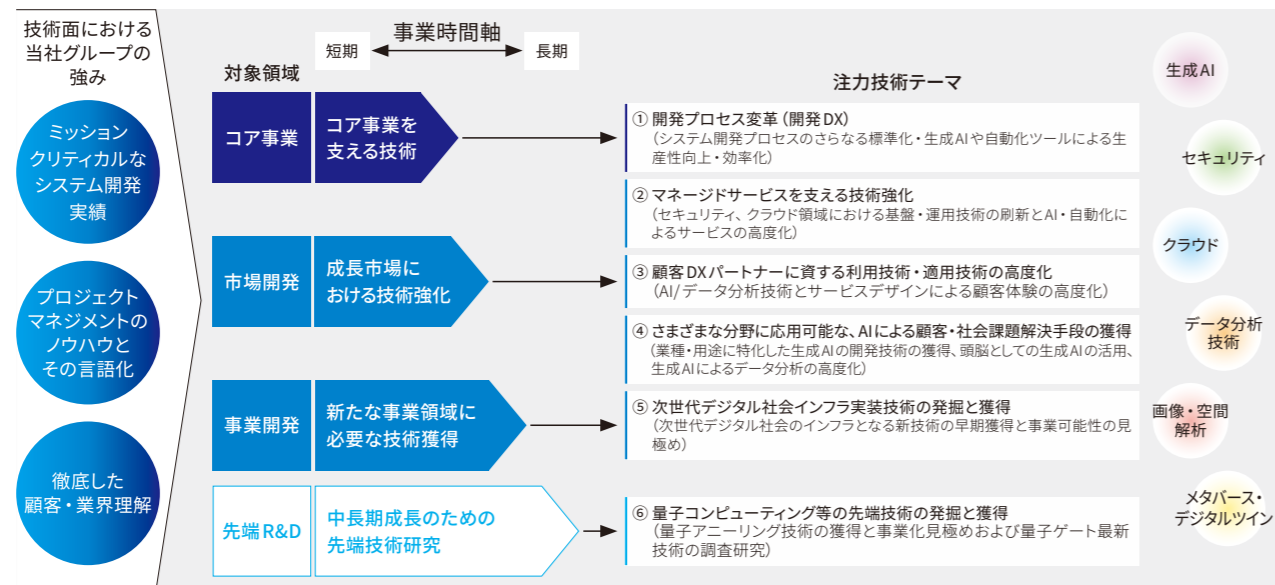 技術面における
当社グループの
強み
ミッション
クリティカルな
システム開発
実績
プロジェクト
マネジメントの
ノウハウと
その言語化
徹底した
顧客・業界理解
事業時間軸
短期
長期
対象領域
注力技術テーマ
コア事業
コア事業を
支える技術
① 開発プロセス変革（開発DX）
（システム開発プロセスのさらなる標準化・生成AIや自動化ツールによる生
産性向上・効率化）
② マネージドサービスを支える技術強化
（セキュリティ、クラウド領域における基盤・運用技術の刷新とAI・自動化に
よるサービスの高度化）
市場開発
成長市場に
おける技術強化
③ 顧客DXパートナーに資する利用技術・適用技術の高度化
（AI/データ分析技術とサービスデザインによる顧客体験の高度化）
④ さまざまな分野に応用可能な、AIによる顧客・社会課題解決手段の獲得
（業種・用途に特化した生成AIの開発技術の獲得、頭脳としての生成AIの活用、
生成AIによるデータ分析の高度化）
事業開発
新たな事業領域に
必要な技術獲得
⑤ 次世代デジタル社会インフラ実装技術の発掘と獲得
（次世代デジタル社会のインフラとなる新技術の早期獲得と事業可能性の見
極め）
先端R&D
中長期成長のための
先端技術研究
⑥ 量子コンピューティング等の先端技術の発掘と獲得
（量子アニーリング技術の獲得と事業化見極めおよび量子ゲート最新
技術の調査研究）
生成AI
セキュリティ
クラウド
データ分析
技術
画像・空間
解析
メタバース・
デジタルツイン